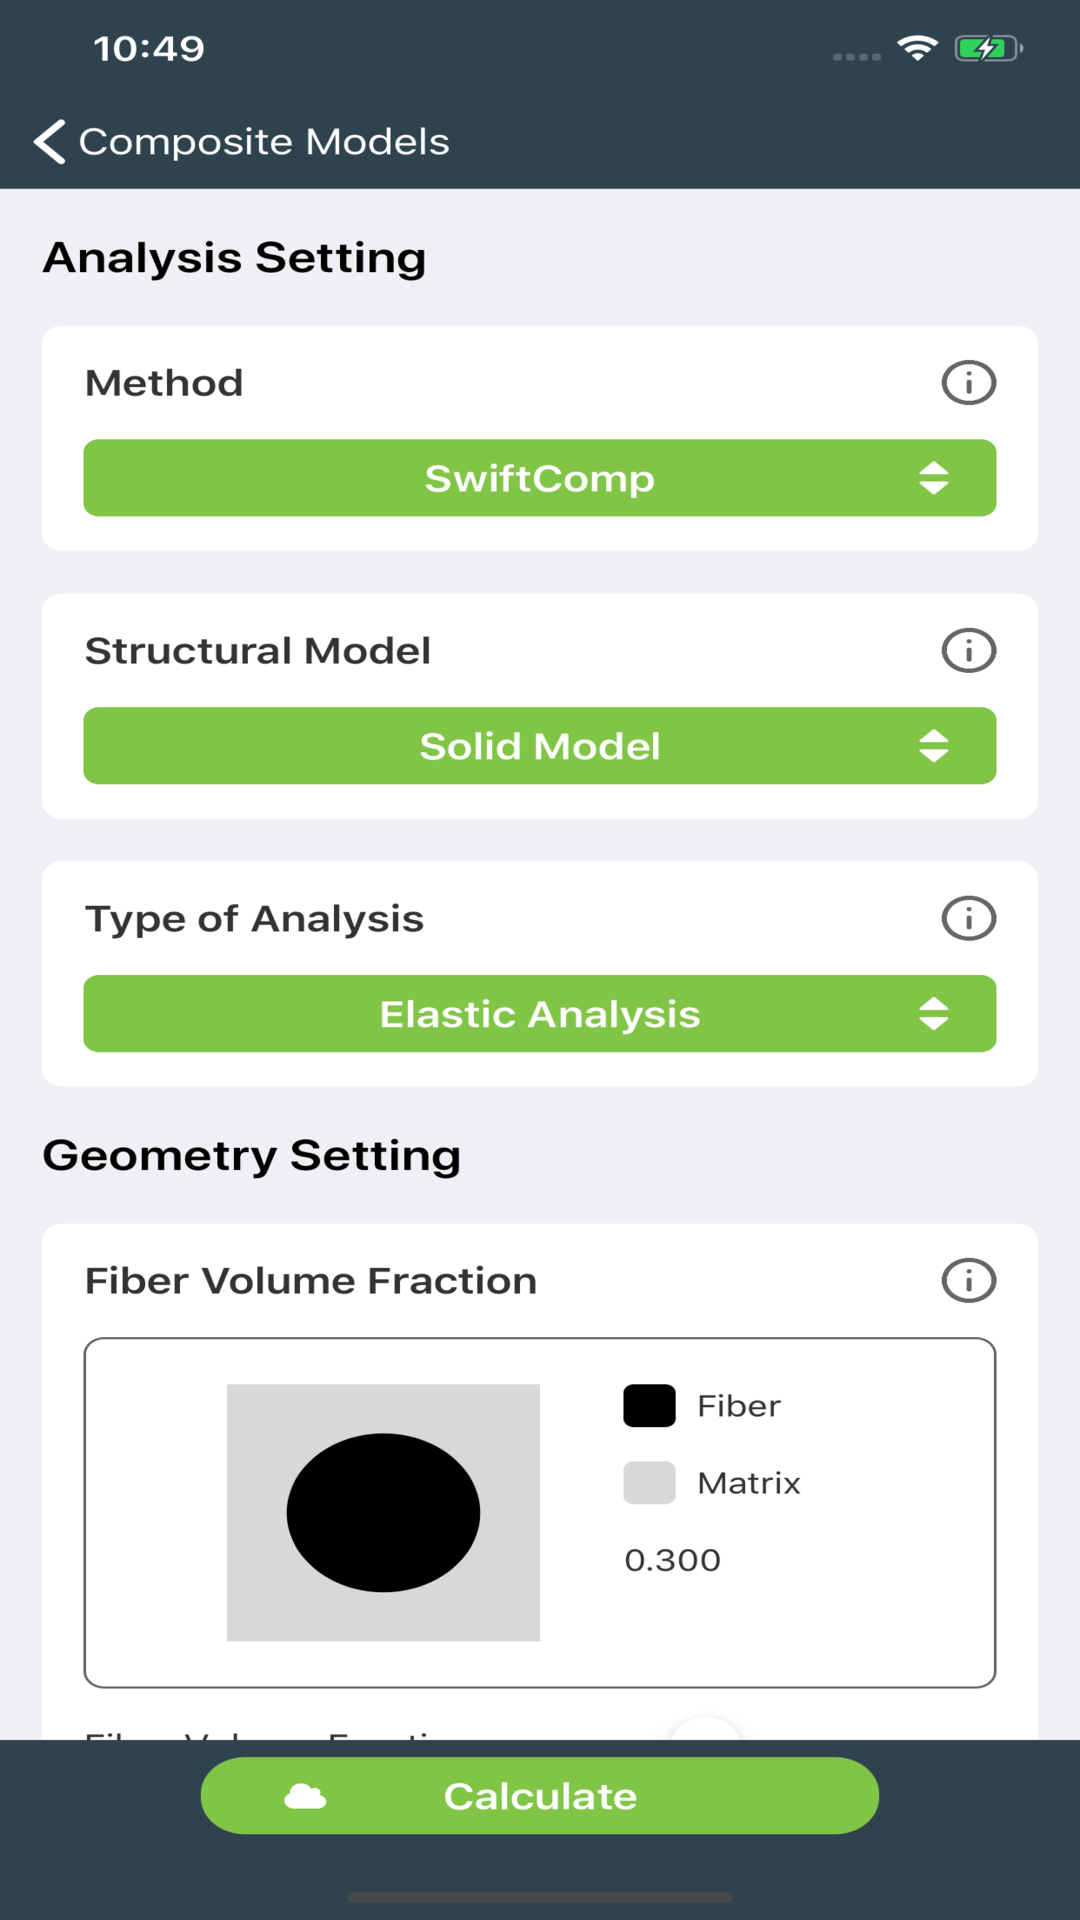 10:49
Composite Models
Analysis Setting
Method
SwiftComp
Structural Model
Solid Model
Type of Analysis
Elastic Analysis
Geometry Setting
Fiber Volume Fraction
Fiber
Matrix
0.300
Calculate